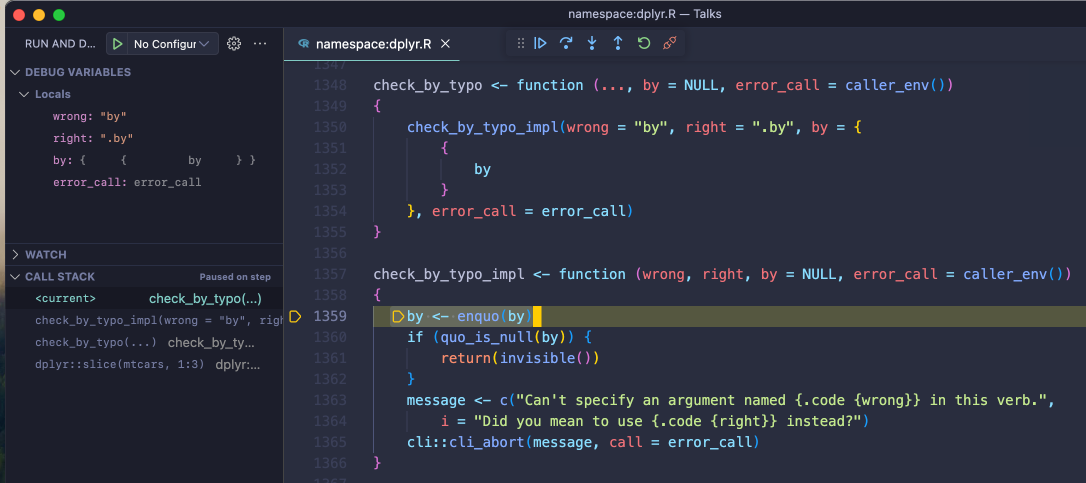 namespace:dplyr.R — Talks
RUN AND D... No Configur
namespace:dplyr.R
DEBUG VARIABLES
Locals
wrong: "by"
right: ".by"
by: { { by } }
error_call: error_call
WATCH
CALL STACK Paused on step
<current> check_by_typo(...)
check_by_typo_impl(wrong = "by", righ
check_by_typo(...) check_by_ty...
dplyr::slice(mtcars, 1:3) dplyr:...
1347
1348 check_by_typo <- function (..., by = NULL, error_call = caller_env())
1349 {
1350 check_by_typo_impl(wrong = "by", right = ".by", by = {
1351 {
1352 by
1353 }
1354 }, error_call = error_call)
1355 }
1356
1357 check_by_typo_impl <- function (wrong, right, by = NULL, error_call = caller_env())
1358 {
1359 by <- enquo(by)
1360 if (quo_is_null(by)) {
1361 return(invisible())
1362 }
1363 message <- c("Can't specify an argument named {.code {wrong}} in this verb.",
1364 i = "Did you mean to use {.code {right}} instead?")
1365 cli::cli_abort(message, call = error_call)
1366 }
1367